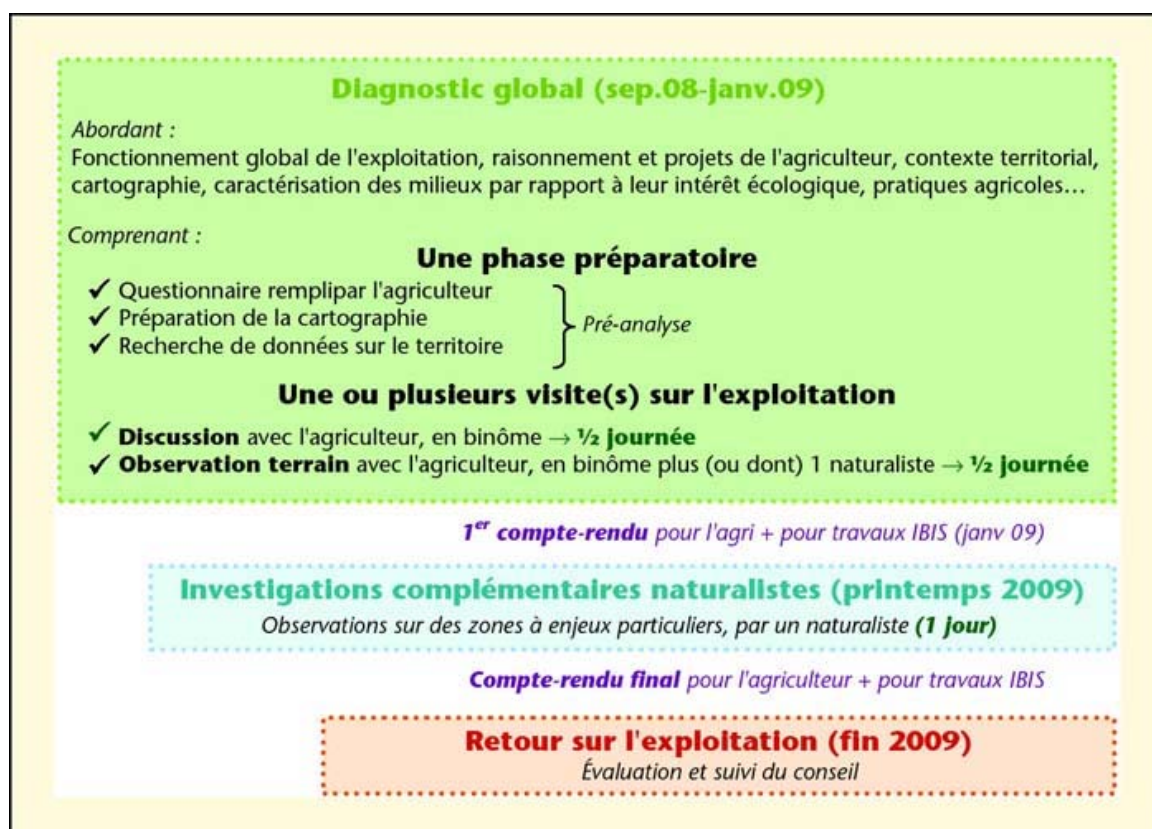 Diagnostic global (sep.08-janv.09)
Abordant :
Fonctionnement global de l'exploitation, raisonnement et projets de l'agriculteur, contexte territorial,
cartographie, caractérisation des milieux par rapport à leur intérêt écologique, pratiques agricoles...
Comprenant :
Une phase préparatoire
✓ Questionnaire remplipar l'agriculteur
✓ Préparation de la cartographie
✓ Recherche de données sur le territoire
Pré-analyse
Une ou plusieurs visite(s) sur l'exploitation
✓ Discussion avec l'agriculteur, en binôme → ½ journée
✓ Observation terrain avec l'agriculteur, en binôme plus (ou dont) 1 naturaliste → ½ journée
1er compte-rendu pour l'agri + pour travaux IBIS (janv 09)
Investigations complémentaires naturalistes (printemps 2009)
Observations sur des zones à enjeux particuliers, par un naturaliste (1 jour)
Compte-rendu final pour l'agriculteur + pour travaux IBIS
Retour sur l'exploitation (fin 2009)
Évaluation et suivi du conseil